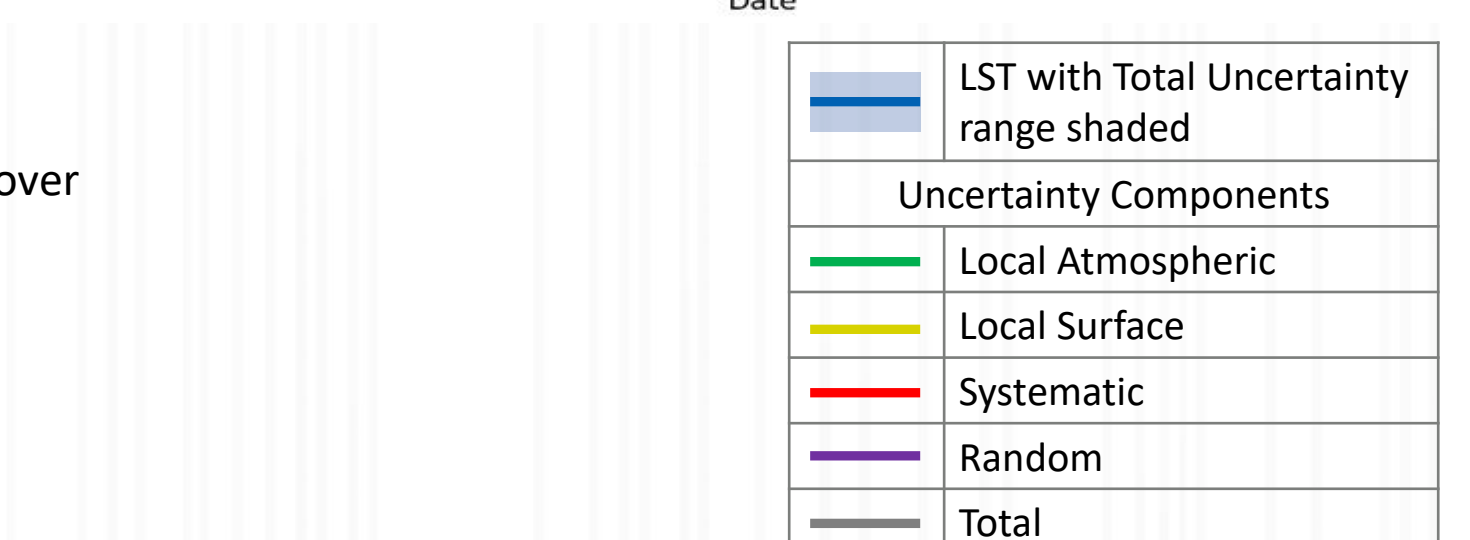 Date
LST with Total Uncertainty
range shaded
over
Uncertainty Components
Local Atmospheric
Local Surface
Systematic
Random
Total